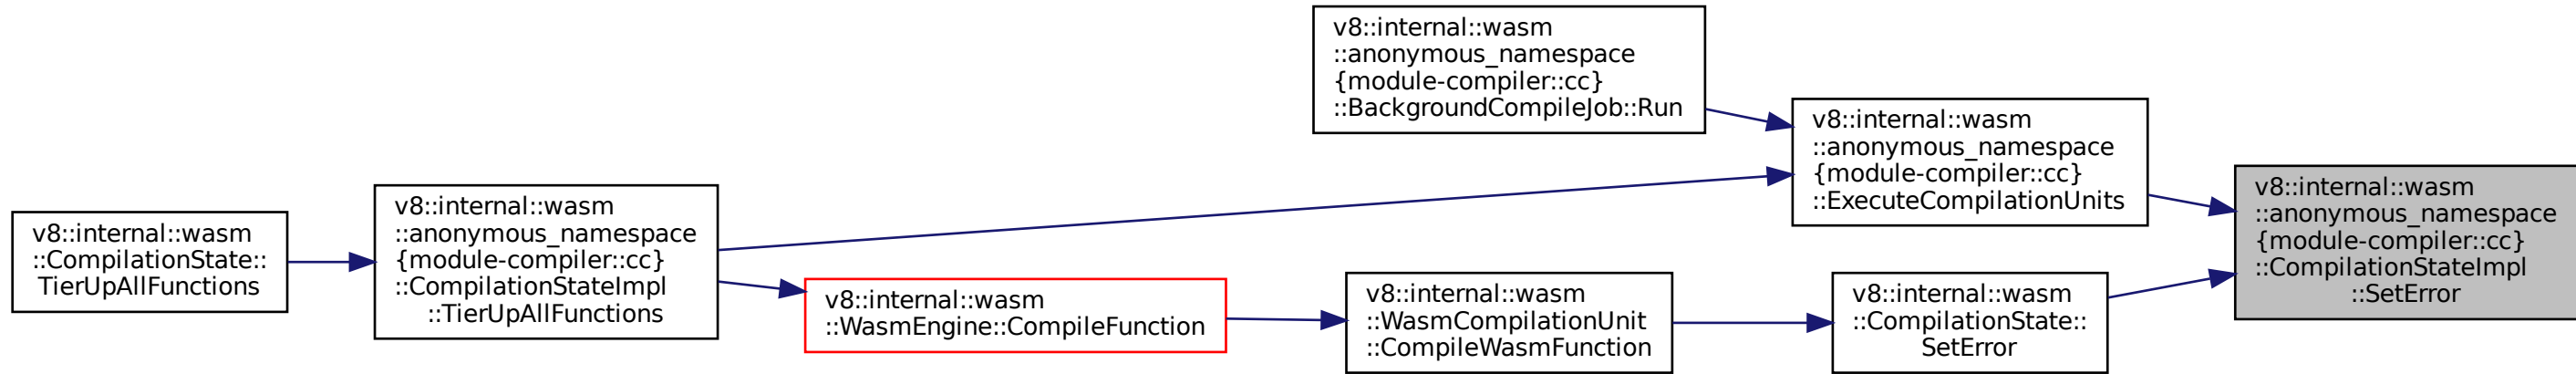 v8::internal::wasm
::CompilationState::
TierUpAllFunctions
v8::internal::wasm
::anonymous_namespace
{module-compiler::cc}
::CompilationStateImpl
::TierUpAllFunctions
v8::internal::wasm
::WasmEngine::CompileFunction
v8::internal::wasm
::anonymous_namespace
{module-compiler::cc}
::BackgroundCompileJob::Run
v8::internal::wasm
::WasmCompilationUnit
::CompileWasmFunction
v8::internal::wasm
::anonymous_namespace
{module-compiler::cc}
::ExecuteCompilationUnits
v8::internal::wasm
::CompilationState::
SetError
v8::internal::wasm
::anonymous_namespace
{module-compiler::cc}
::CompilationStateImpl
::SetError